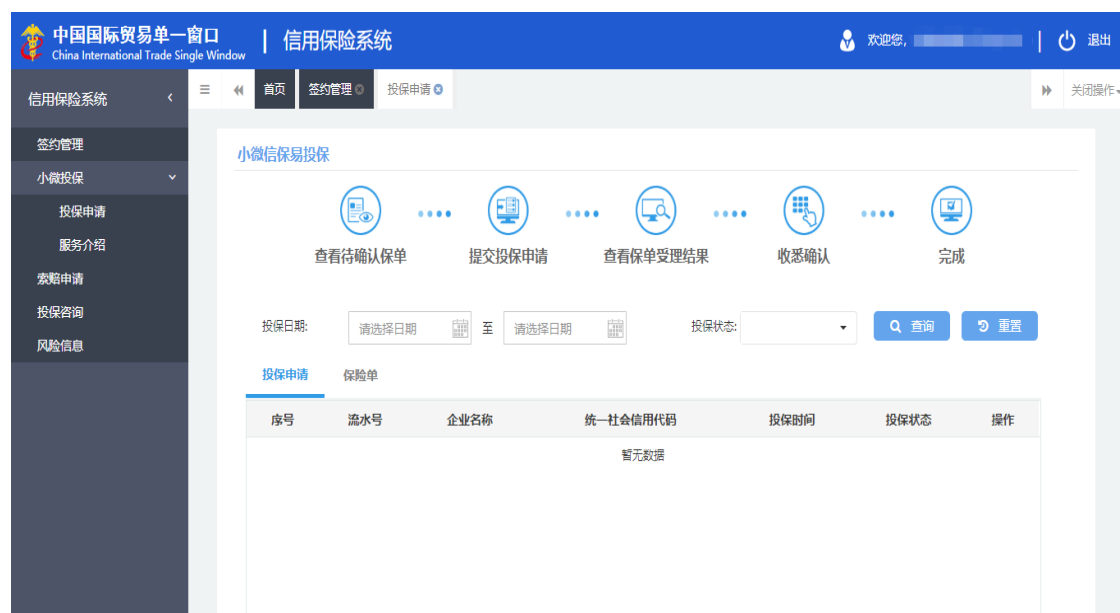 中国国际贸易单一窗口
China International Trade Single Window
信用保险系统
欢迎您,
退出
信用保险系统
首页
签约管理
投保申请
关闭操作
签约管理
小微投保
投保申请
服务介绍
索赔申请
投保咨询
风险信息
小微信保易投保
查看待确认保单
提交投保申请
查看保单受理结果
收悉确认
完成
投保日期:
请选择日期
至
请选择日期
投保状态:
查询
重置
投保申请
保险单
序号
流水号
企业名称
统一社会信用代码
投保时间
投保状态
操作
暂无数据